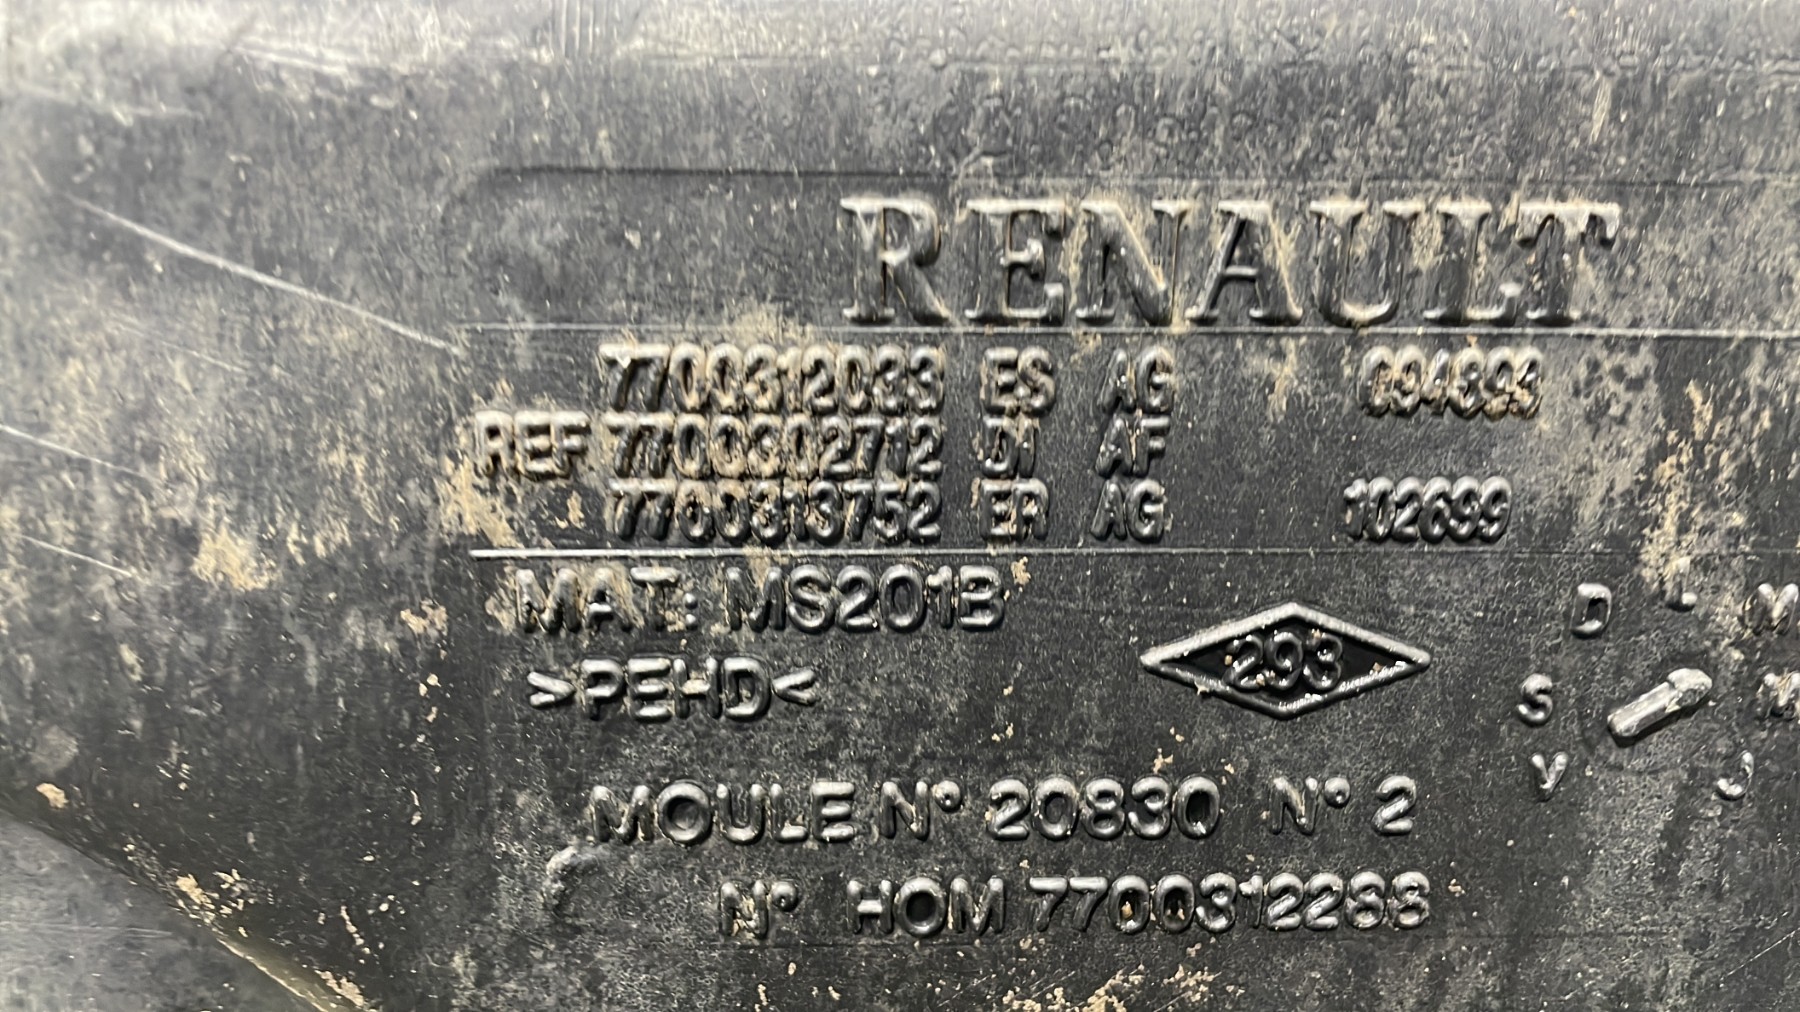 RENAULT
7700312033 ES AG 094893
REF 7700302712 DI AF
7700313752 ER AG 102699
MAT: MS201B
D L M
293
>PEHD<
S M
V J
MOULE N° 20830 N° 2
N° HOM 7700312288